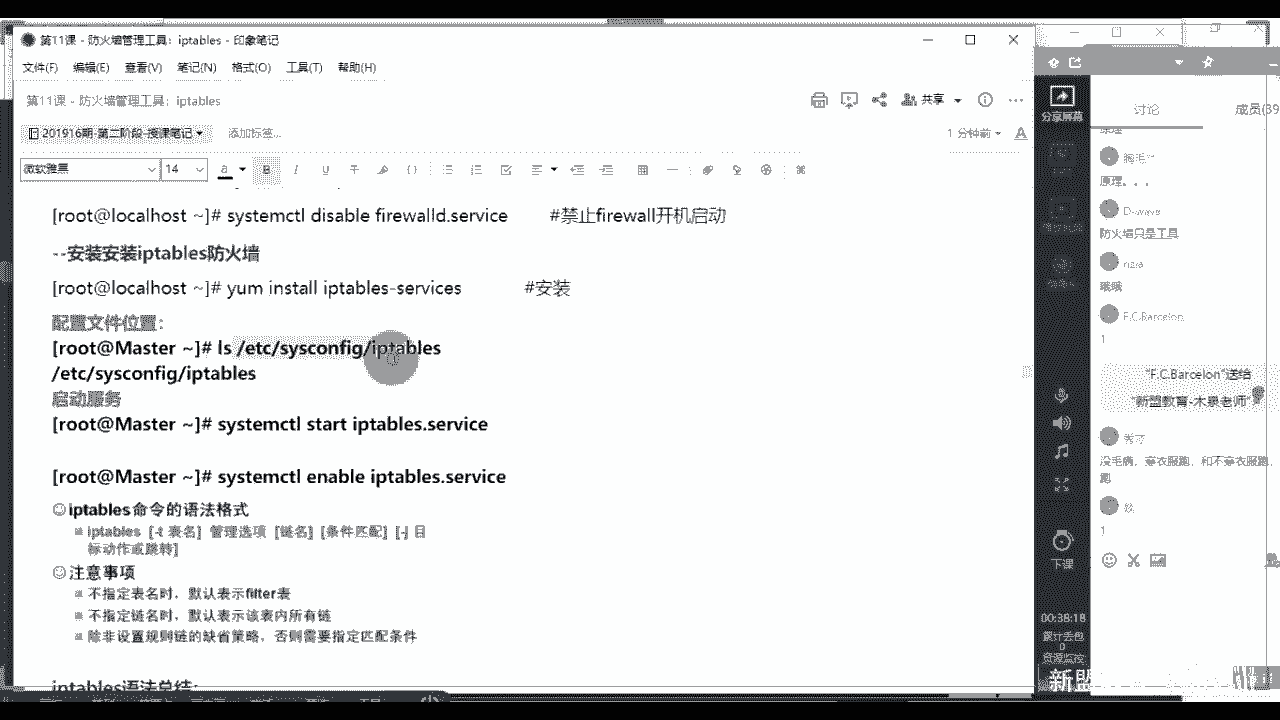 第11课 - 防火墙管理工具：iptables - 印象笔记
文件(F) 编辑(E) 查看(V) 笔记(N) 格式(O) 工具(T) 帮助(H)
第11课 - 防火墙管理工具：iptables
共享
201916期-第二阶段-授课笔记
添加标签...
1 分钟前
微软雅黑
14
[root@localhost ~]# systemctl disable firewalld.service #禁止firewall开机启动
--安装安装iptables防火墙
[root@localhost ~]# yum install iptables-services #安装
配置文件位置：
[root@Master ~]# ls /etc/sysconfig/iptables
/etc/sysconfig/iptables
启动服务
[root@Master ~]# systemctl start iptables.service
[root@Master ~]# systemctl enable iptables.service
iptables命令的语法格式
iptables [-t 表名] 管理选项 [链名] [条件匹配] [-j 目
标动作或跳转]
注意事项
不指定表名时，默认表示filter表
不指定链名时，默认表示该表内所有链
除非设置规则链的缺省策略，否则需要指定匹配条件
iptables语法总结：
分享屏幕
下课
00:38:18
累计丢包
0
资源监控
讨论
成员(39
原理
原理。。。
D-wave
防火墙只是工具
哦哦
F.C.Barcelon
1
"F.C.Barcelon"送给
"新盟教育-木泉老师"
没毛病，穿衣服跑，和不穿衣服跑
跑
1
新盟